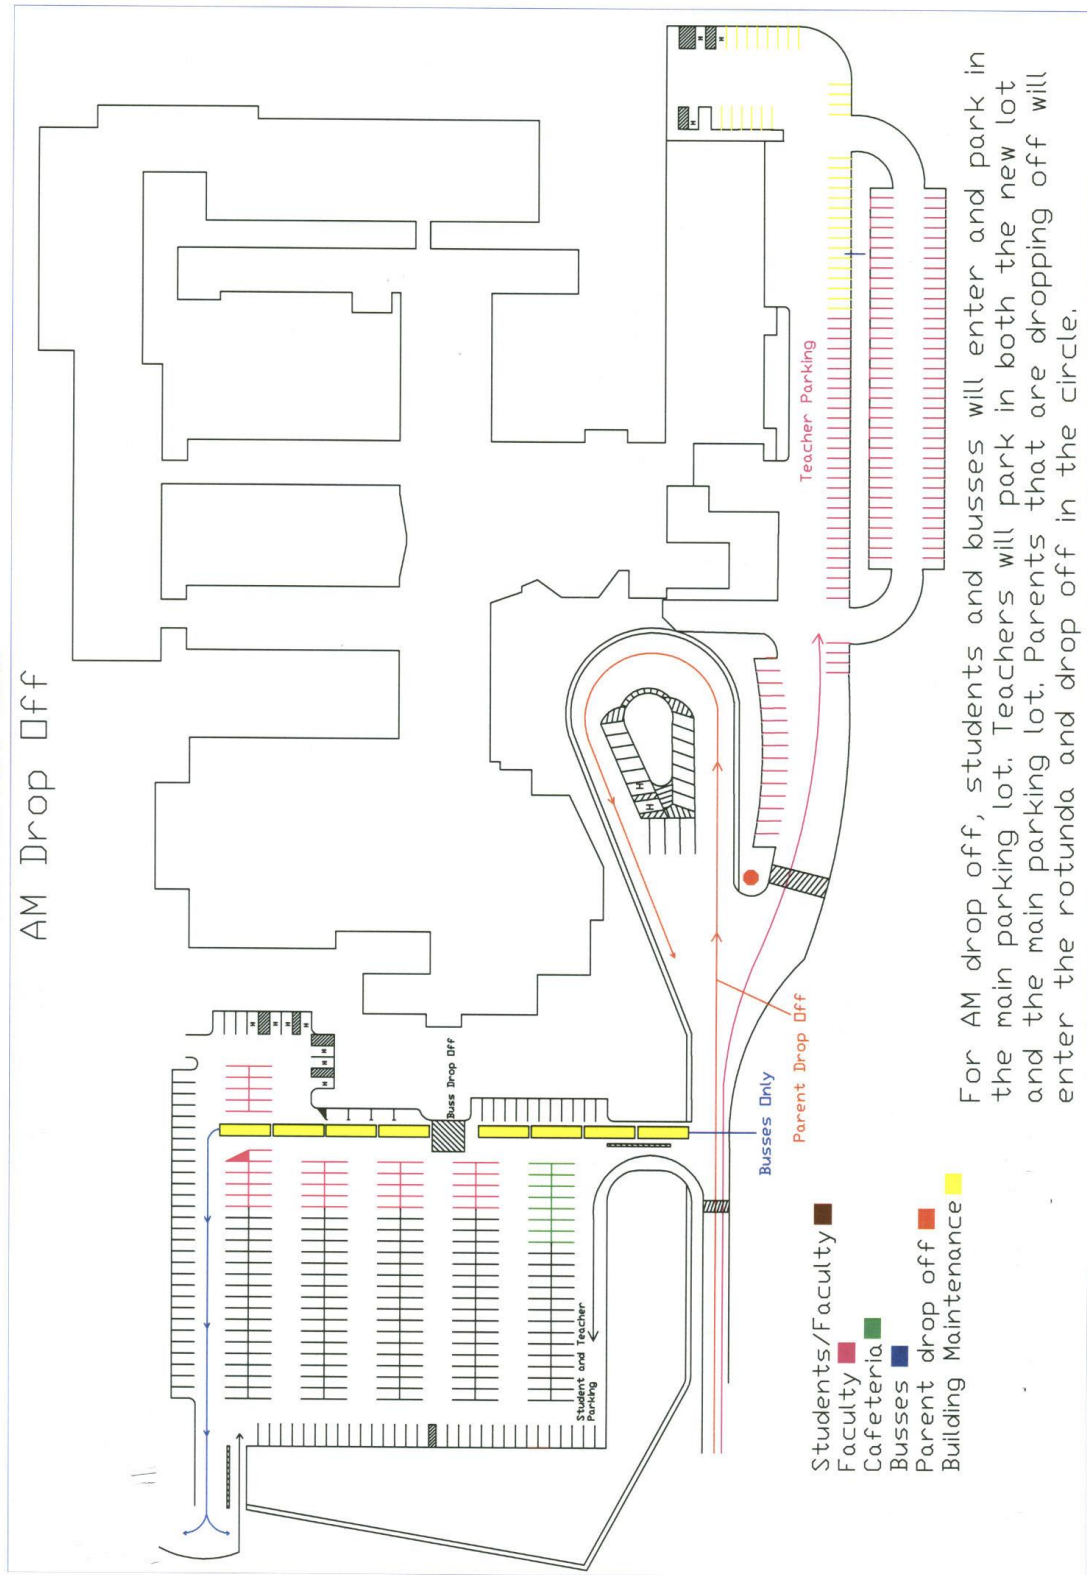 AM Drop Off
Buss Drop Off
Busses Only
Parent Drop Off
Teacher Parking
Student and Teacher
Parking
H
H
H
H
H
H
H
H
H
H
Students/Faculty
Faculty
Cafeteria
Busses
Parent drop off
Building Maintenance
For AM drop off, students and busses will enter and park in
the main parking lot. Teachers will park in both the new lot
and the main parking lot. Parents that are dropping off will
enter the rotunda and drop off in the circle.